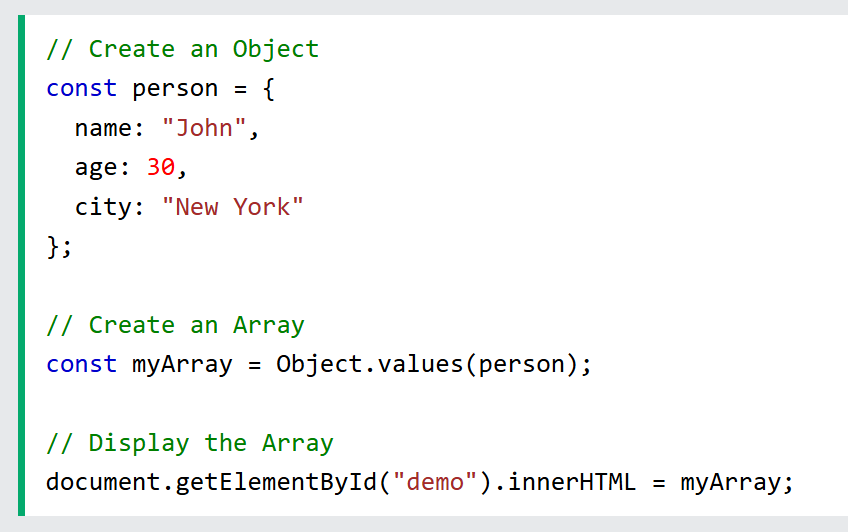 // Create an Object
const person = {
  name: "John",
  age: 30,
  city: "New York"
};

// Create an Array
const myArray = Object.values(person);

// Display the Array
document.getElementById("demo").innerHTML = myArray;